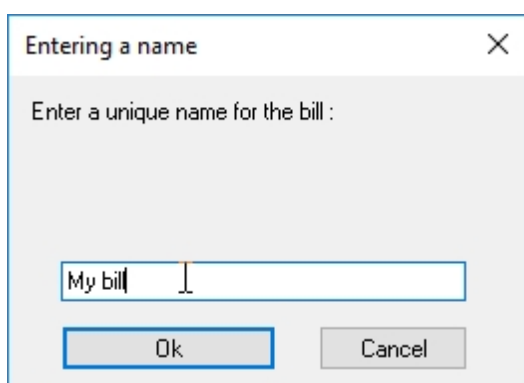 Entering a name
Enter a unique name for the bill :
My bill
Ok
Cancel